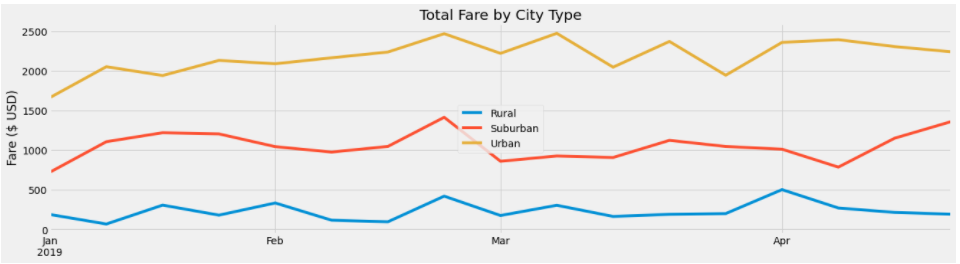 Total Fare by City Type
Fare ($ USD)
2500
2000
1500
1000
500
0
Rural
Suburban
Urban
Jan
2019
Feb
Mar
Apr